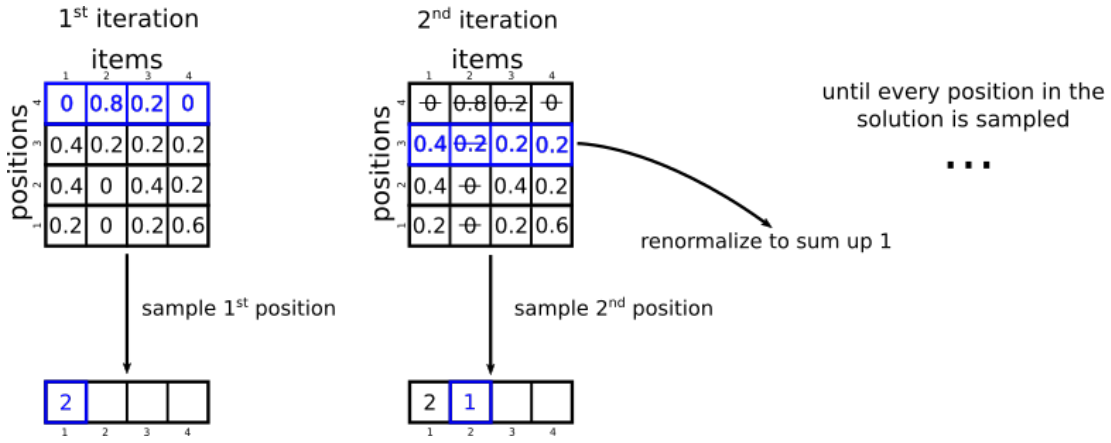 1st iteration
items
1 2 3 4
positions
4 0 0.8 0.2 0
3 0.4 0.2 0.2 0.2
2 0.4 0 0.4 0.2
1 0.2 0 0.2 0.6
sample 1st position
2
1 2 3 4
2nd iteration
items
1 2 3 4
positions
4 0 0.8 0.2 0
3 0.4 0.2 0.2 0.2
2 0.4 0 0.4 0.2
1 0.2 0 0.2 0.6
sample 2nd position
2 1
1 2 3 4
renormalize to sum up 1
until every position in the
solution is sampled
...